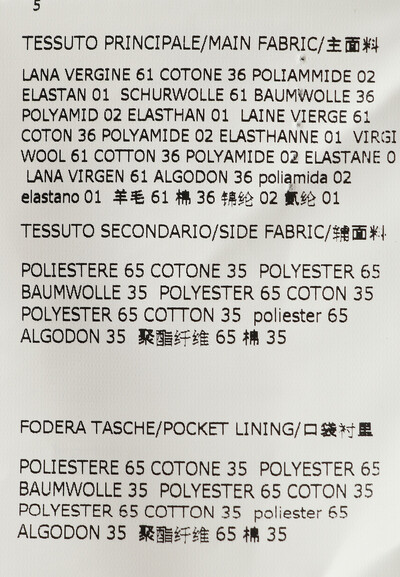 5
TESSUTO PRINCIPALE/MAIN FABRIC/主面料
LANA VERGINE 61 COTONE 36 POLIAMMIDE 02
ELASTAN 01 SCHURWOLLE 61 BAUMWOLLE 36
POLYAMID 02 ELASTHAN 01 LAINE VIERGE 61
COTON 36 POLYAMIDE 02 ELASTHANNE 01 VIRGI
WOOL 61 COTTON 36 POLYAMIDE 02 ELASTANE 0
LANA VIRGEN 61 ALGODON 36 poliamida 02
elastano 01 羊毛 61 棉 36 锦纶 02 氨纶 01
TESSUTO SECONDARIO/SIDE FABRIC/辅面料
POLIESTERE 65 COTONE 35 POLYESTER 65
BAUMWOLLE 35 POLYESTER 65 COTON 35
POLYESTER 65 COTTON 35 poliester 65
ALGODON 35 聚酯纤维 65 棉 35
FODERA TASCHE/POCKET LINING/口袋衬里
POLIESTERE 65 COTONE 35 POLYESTER 65
BAUMWOLLE 35 POLYESTER 65 COTON 35
POLYESTER 65 COTTON 35 poliester 65
ALGODON 35 聚酯纤维 65 棉 35